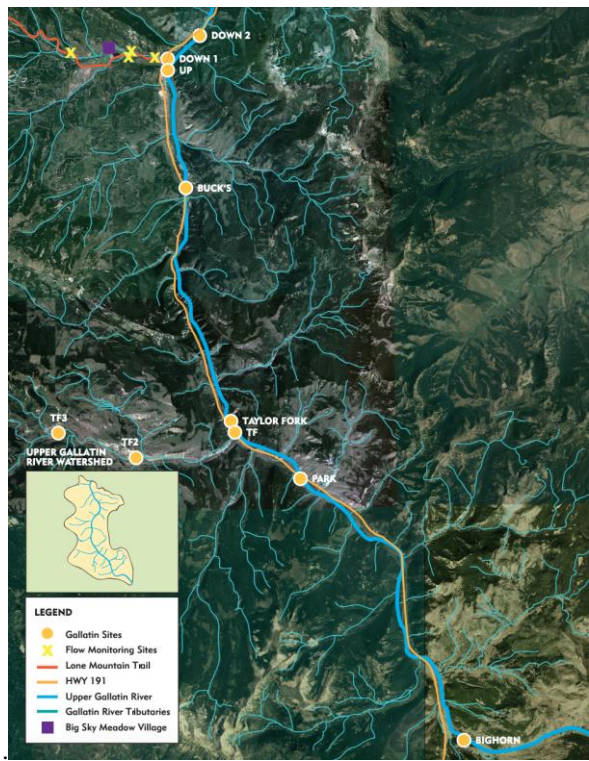 DOWN 2
DOWN 1
UP
BUCK'S
TAYLOR FORK
TF
TF3
TF2
UPPER GALLATIN
RIVER WATERSHED
PARK
LEGEND
Gallatin Sites
Flow Monitoring Sites
Lone Mountain Trail
HWY 191
Upper Gallatin River
Gallatin River Tributaries
Big Sky Meadow Village
BIGHORN